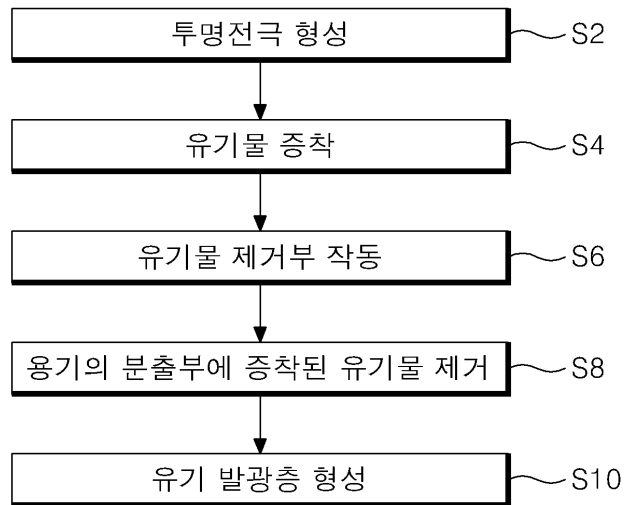 투명전극 형성 S2
유기물 증착 S4
유기물 제거부 작동 S6
용기의 분출부에 증착된 유기물 제거 S8
유기 발광층 형성 S10